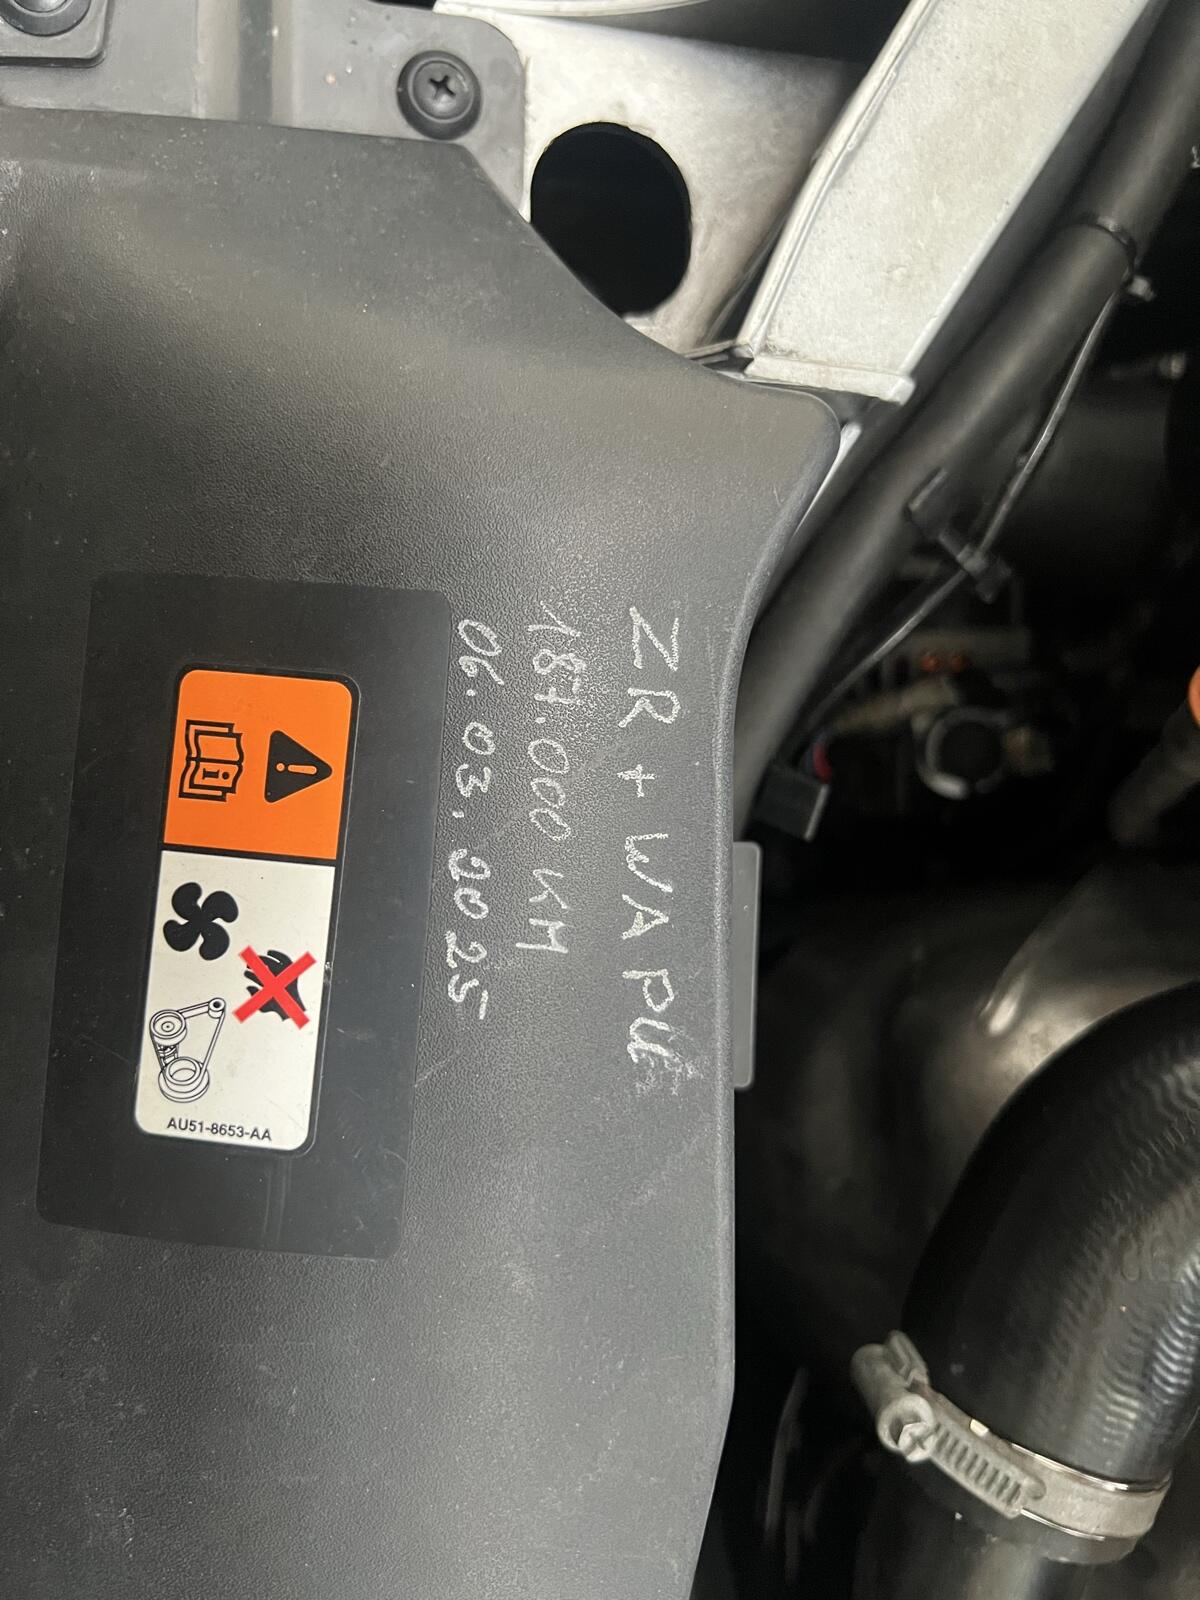 ZR + WAPU
187.000 KM
06.03.2025
AU51-8653-AA